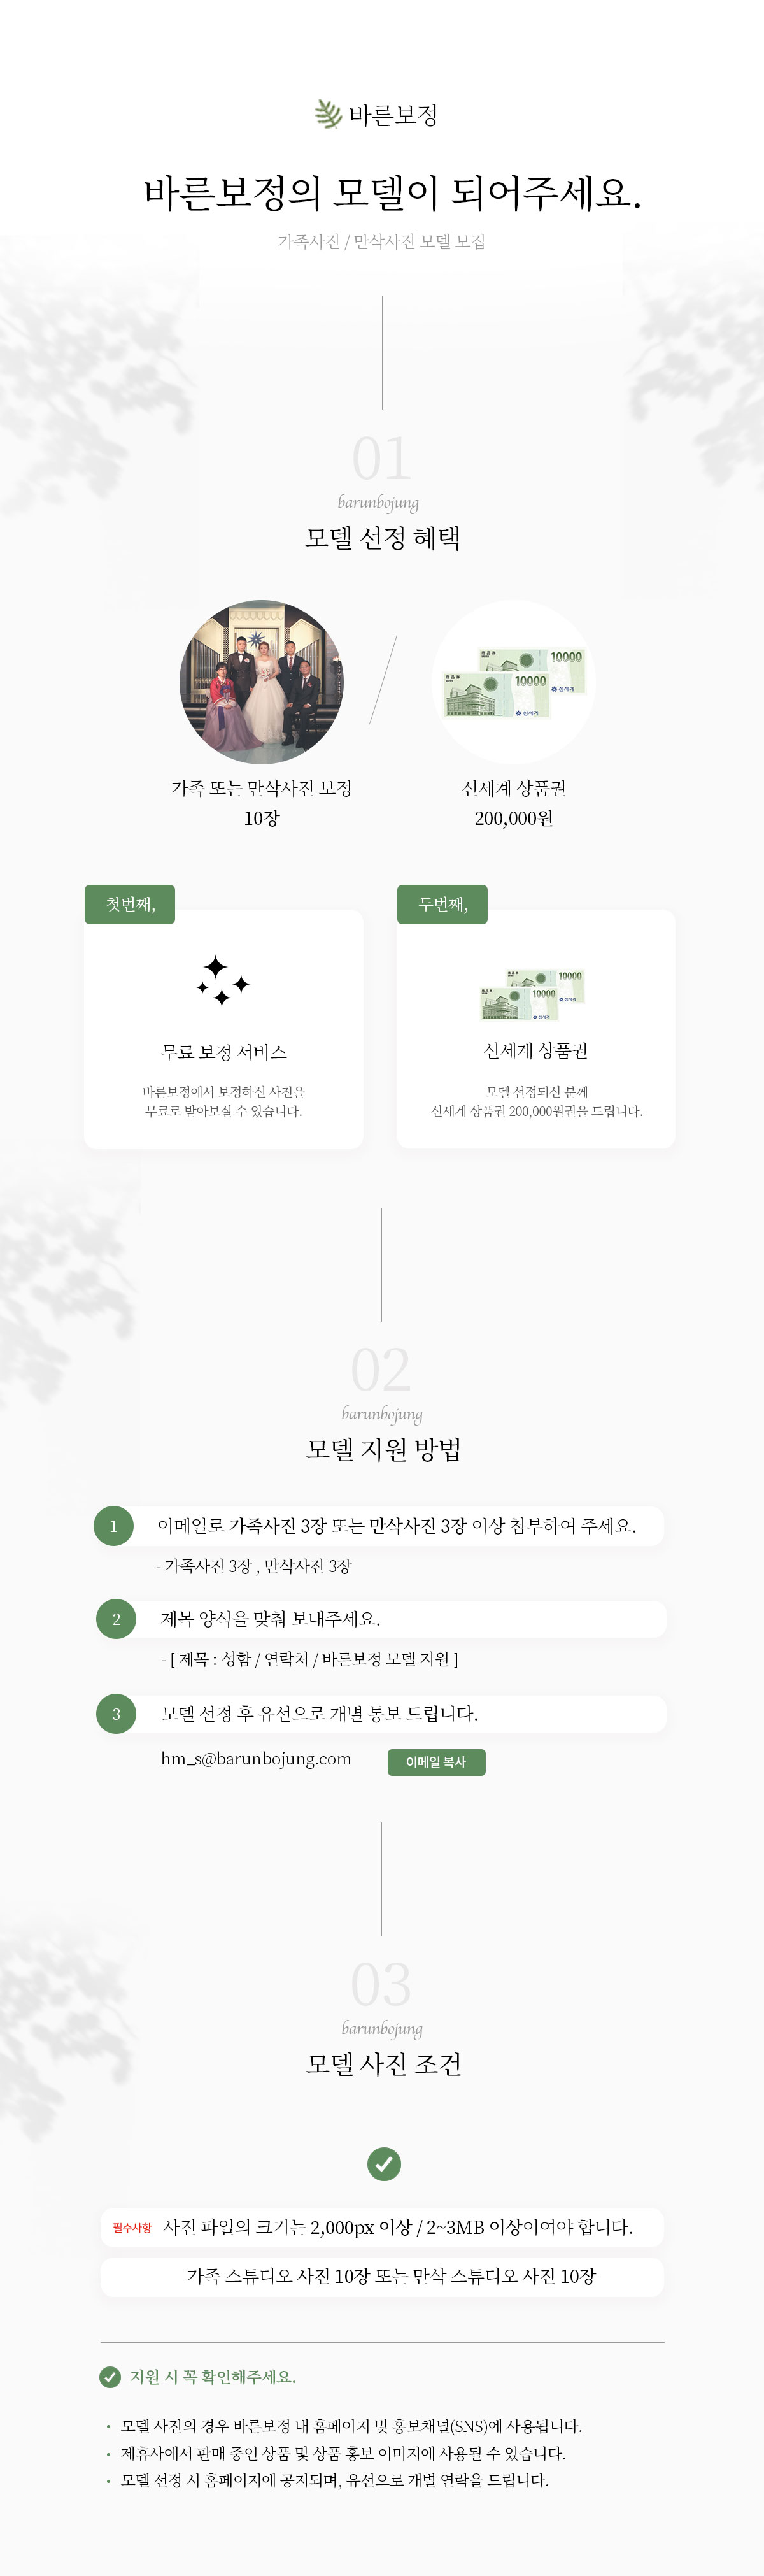 바른보정
바른보정의 모델이 되어주세요.
가족사진 / 만삭사진 모델 모집
01
barunbojung
모델 선정 혜택
10000
10000
신세계
신세계
가족 또는 만삭사진 보정
10장
신세계 상품권
200,000원
첫번째,
무료 보정 서비스
바른보정에서 보정하신 사진을
무료로 받아보실 수 있습니다.
두번째,
10000
10000
신세계
신세계
신세계 상품권
모델 선정되신 분께
신세계 상품권 200,000원권을 드립니다.
02
barunbojung
모델 지원 방법
1 이메일로 가족사진 3장 또는 만삭사진 3장 이상 첨부하여 주세요.
- 가족사진 3장 , 만삭사진 3장
2 제목 양식을 맞춰 보내주세요.
- [ 제목 : 성함 / 연락처 / 바른보정 모델 지원 ]
3 모델 선정 후 유선으로 개별 통보 드립니다.
hm_s@barunbojung.com 이메일 복사
03
barunbojung
모델 사진 조건
필수사항 사진 파일의 크기는 2,000px 이상 / 2~3MB 이상이여야 합니다.
가족 스튜디오 사진 10장 또는 만삭 스튜디오 사진 10장
지원 시 꼭 확인해주세요.
• 모델 사진의 경우 바른보정 내 홈페이지 및 홍보채널(SNS)에 사용됩니다.
• 제휴사에서 판매 중인 상품 및 상품 홍보 이미지에 사용될 수 있습니다.
• 모델 선정 시 홈페이지에 공지되며, 유선으로 개별 연락을 드립니다.